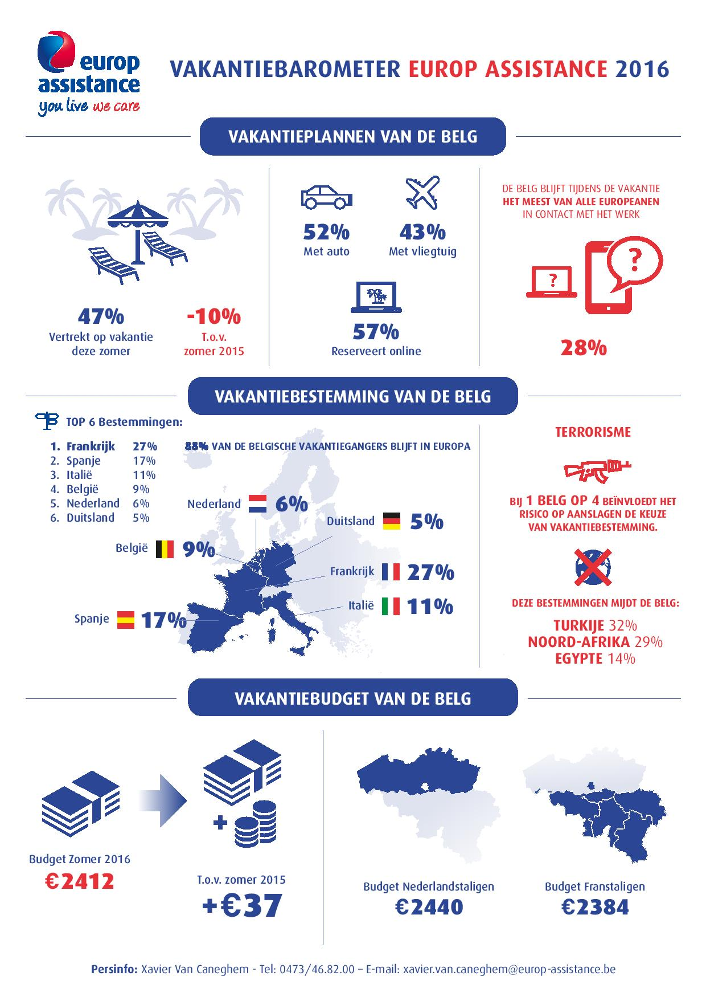 europ
assistance
you live we care
VAKANTIEBAROMETER EUROP ASSISTANCE 2016
VAKANTIEPLANNEN VAN DE BELG
47%
Vertrekt op vakantie
deze zomer
-10%
T.o.v.
zomer 2015
52%
Met auto
43%
Met vliegtuig
57%
Reserveert online
DE BELG BLIJFT TIJDENS DE VAKANTIE
HET MEEST VAN ALLE EUROPEANEN
IN CONTACT MET HET WERK
?
?
28%
VAKANTIEBESTEMMING VAN DE BELG
TOP 6 Bestemmingen:
1. Frankrijk 27%
2. Spanje 17%
3. Italië 11%
4. België 9%
5. Nederland 6%
6. Duitsland 5%
VAN DE BELGISCHE VAKANTIEGANGERS BLIJFT IN EUROPA
Nederland 6%
Duitsland 5%
België 9%
Frankrijk 27%
Italië 11%
Spanje 17%
TERRORISME
BIJ 1 BELG OP 4 BEÏNVLOEDT HET
RISICO OP AANSLAGEN DE KEUZE
VAN VAKANTIEBESTEMMING.
DEZE BESTEMMINGEN MIJDT DE BELG:
TURKIJE 32%
NOORD-AFRIKA 29%
EGYPTE 14%
VAKANTIEBUDGET VAN DE BELG
Budget Zomer 2016
€2412
+
T.o.v. zomer 2015
+€37
Budget Nederlandstaligen
€2440
Budget Franstaligen
€2384
Persinfo: Xavier Van Caneghem - Tel: 0473/46.82.00 – E-mail: xavier.van.caneghem@europ-assistance.be